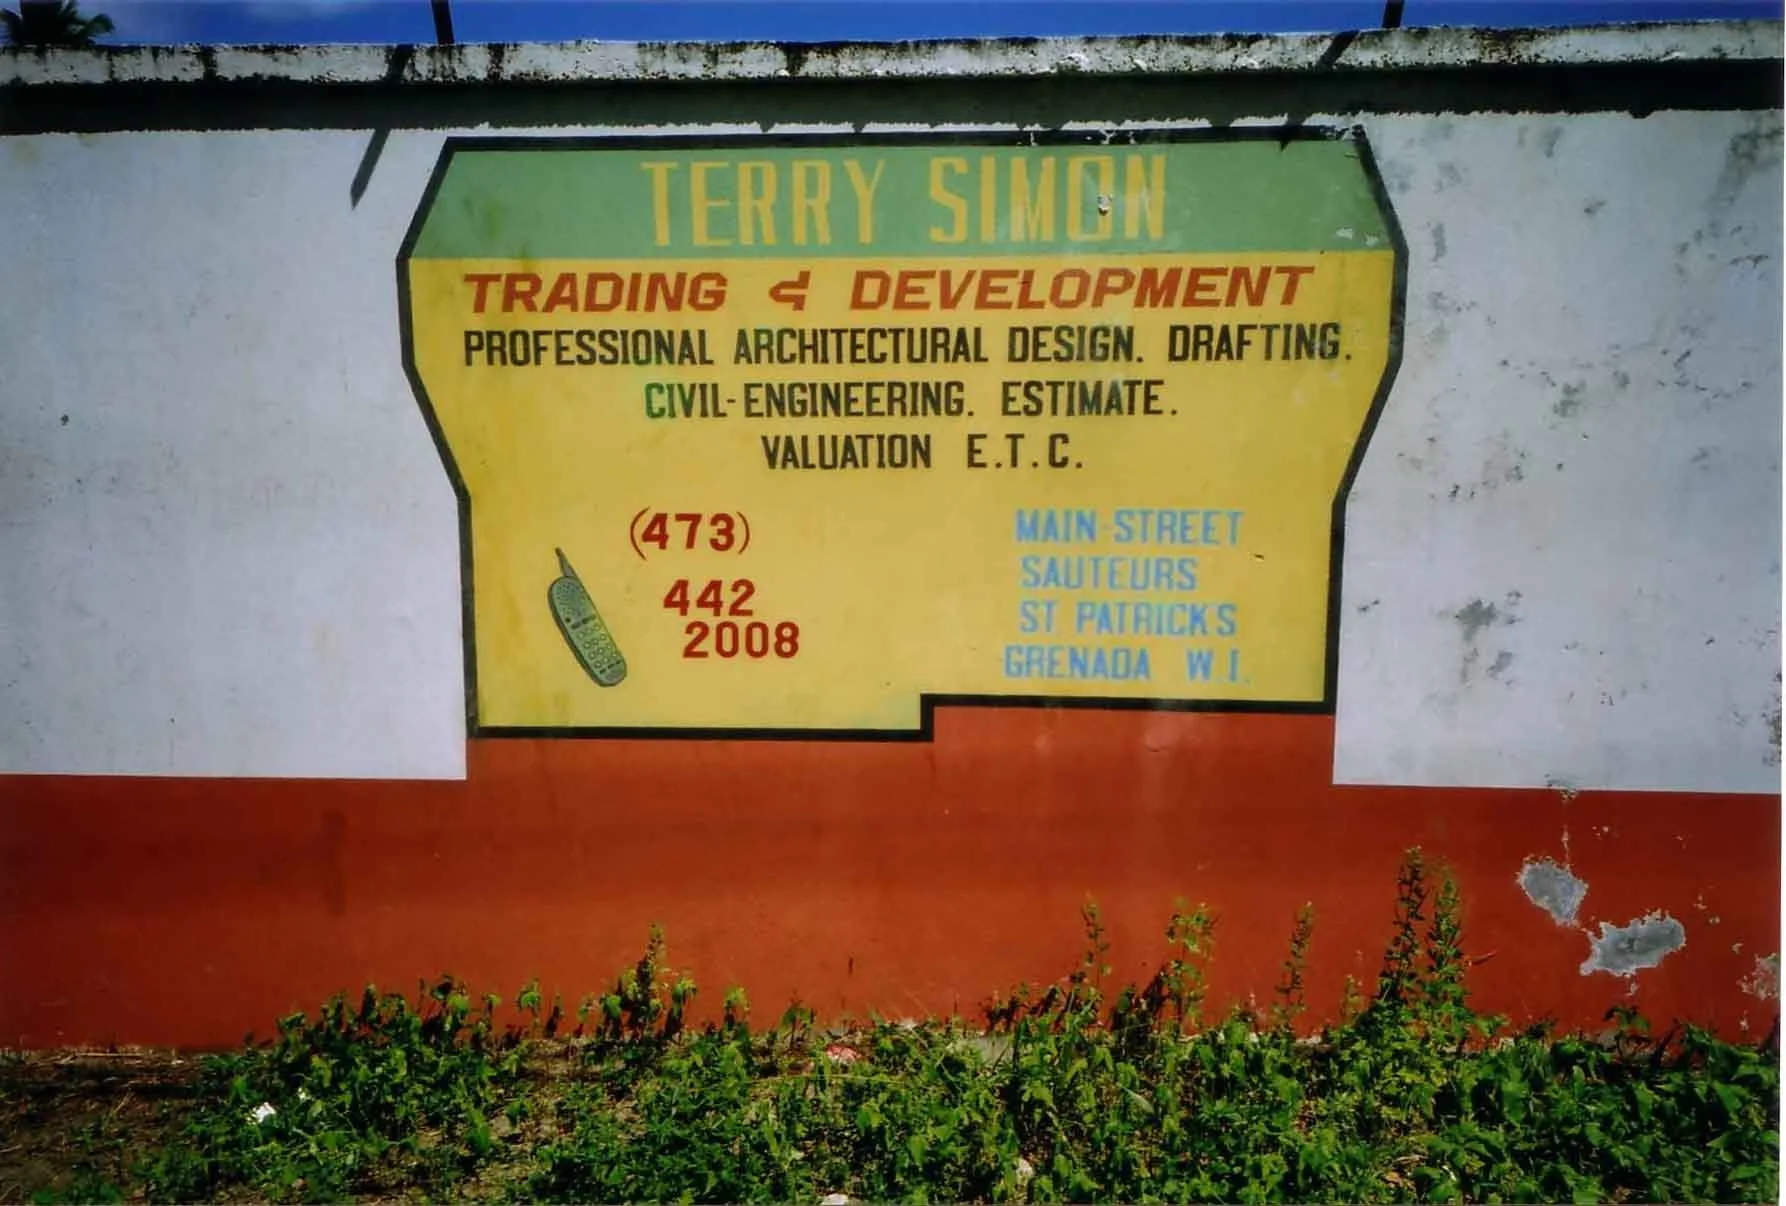 TERRY SIMON
TRADING & DEVELOPMENT
PROFESSIONAL ARCHITECTURAL DESIGN. DRAFTING.
CIVIL-ENGINEERING. ESTIMATE.
VALUATION E.T.C.
(473)
442
2008
MAIN STREET
SAUTEURS
ST PATRICK'S
GRENADA W.I.